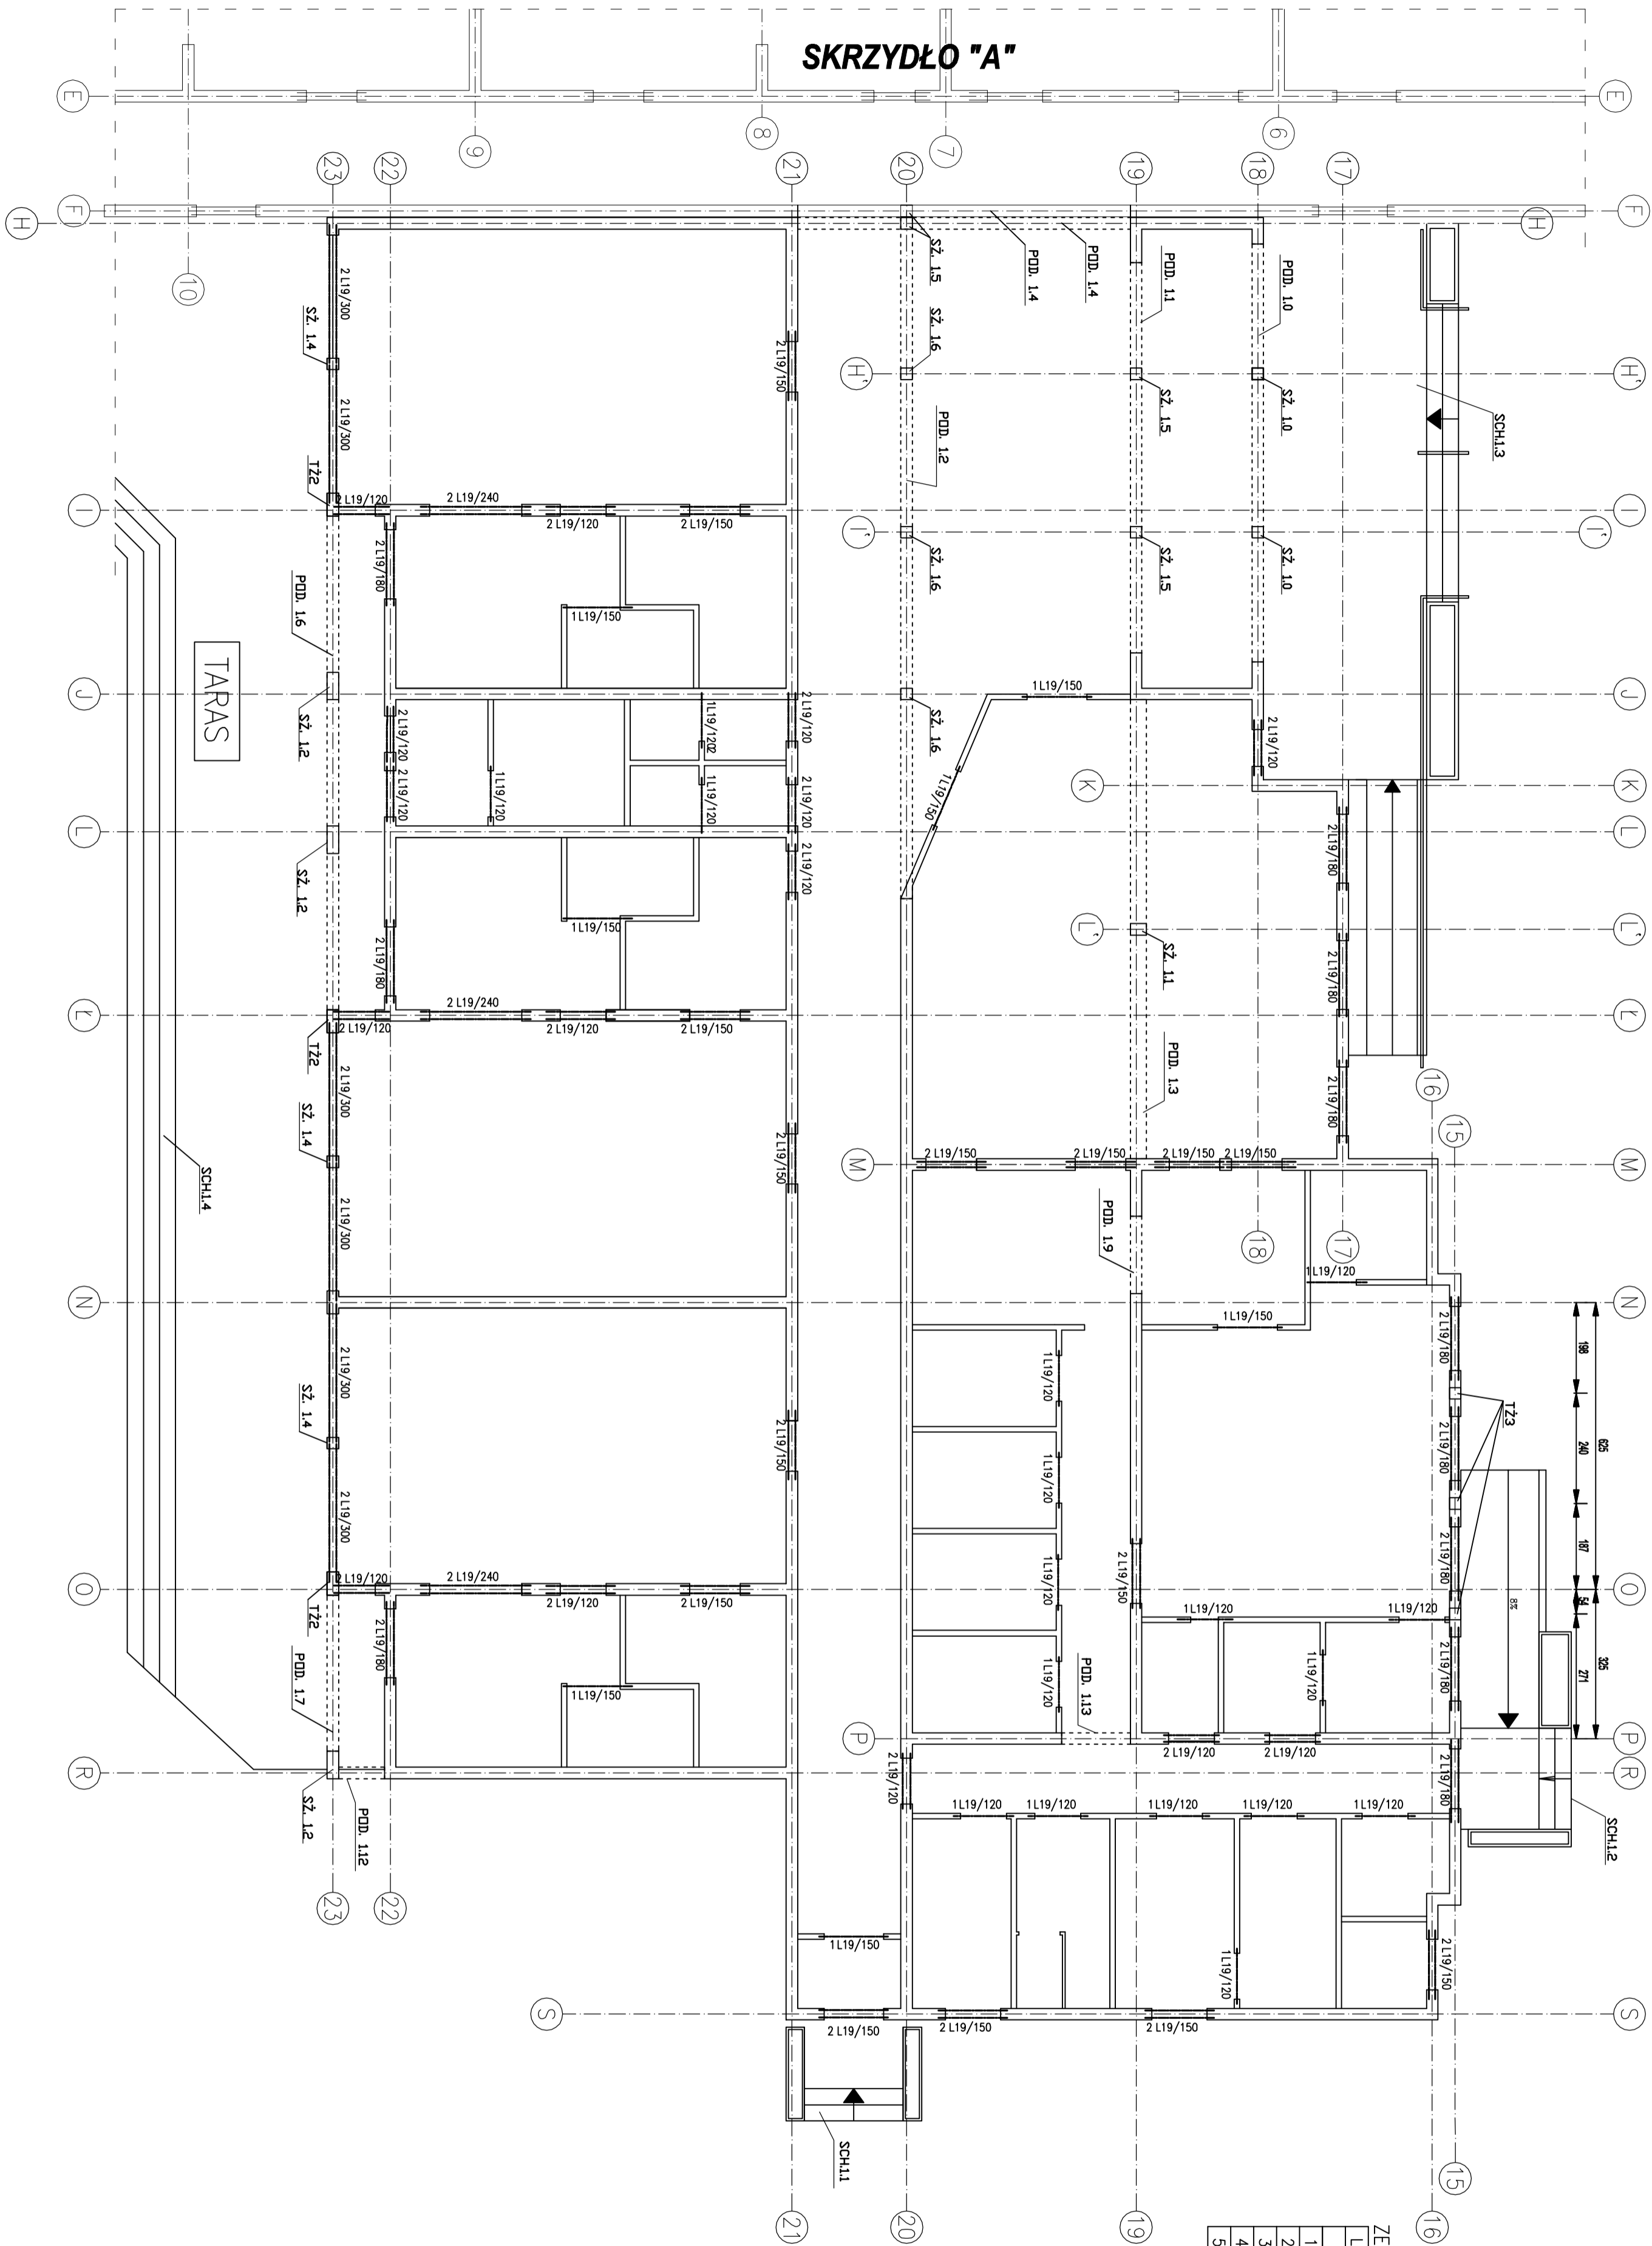 SKRZYDŁO "A"
E
10
9
8
7
6
E
23
22
21
20
19
18
17
F
H
H
F
2 L19/300
SŻ. 1.4
2 L19/300
TŻ2
2 L19/150
SŻ. 1.5
SŻ. 1.6
POD. 1.4
POD. 1.4
POD. 1.1
POD. 1.0
H'
SŻ. 1.5
SŻ. 1.0
SCH.1.3
H'
POD. 1.2
I
2 L19/120
2 L19/240
2 L19/120
2 L19/150
I'
SŻ. 1.6
SŻ. 1.5
SŻ. 1.0
I'
I
2 L19/180
POD. 1.6
1 L19/150
TARAS
J
SŻ. 1.2
2 L19/120
2 L19/120
1L19/120
1L19/1202
1L19/120
2 L19/120
2 L19/120
2 L19/120
SŻ. 1.6
1 L19/150
1 L19/150
2 L19/120
J
K
K
L
SŻ. 1.2
L
2 L19/180
1 L19/150
2 L19/180
L'
SŻ. 1.1
2 L19/180
L'
Ł
2 L19/120
2 L19/240
2 L19/120
2 L19/150
Ł
TŻ2
2 L19/300
SŻ. 1.4
2 L19/300
SCH.1.4
2 L19/150
POD. 1.3
2 L19/180
16
15
M
2 L19/150
2 L19/150
2 L19/150
2 L19/150
M
POD. 1.9
18
17
1 L19/120
N
1 L19/150
N
2 L19/300
SŻ. 1.4
2 L19/300
2 L19/150
1 L19/120
1 L19/120
1 L19/120
1 L19/120
2 L19/150
2 L19/180
2 L19/180
2 L19/180
2 L19/180
TŻ3
198
240
187
54
271
625
325
8%
O
2 L19/120
2 L19/240
2 L19/120
2 L19/150
O
TŻ2
2 L19/180
1 L19/150
POD. 1.7
1 L19/120
1 L19/120
1 L19/120
POD. 1.13
P
2 L19/120
2 L19/120
P
R
R
SŻ. 1.2
POD. 1.12
2 L19/120
2 L19/180
SCH.1.2
1 L19/120
1 L19/120
1 L19/120
1 L19/120
1 L19/120
23
22
1 L19/150
1 L19/120
2 L19/150
S
2 L19/150
2 L19/150
2 L19/150
S
SCH.1.1
21
20
19
16
15
ZE
L
1
2
3
4
5